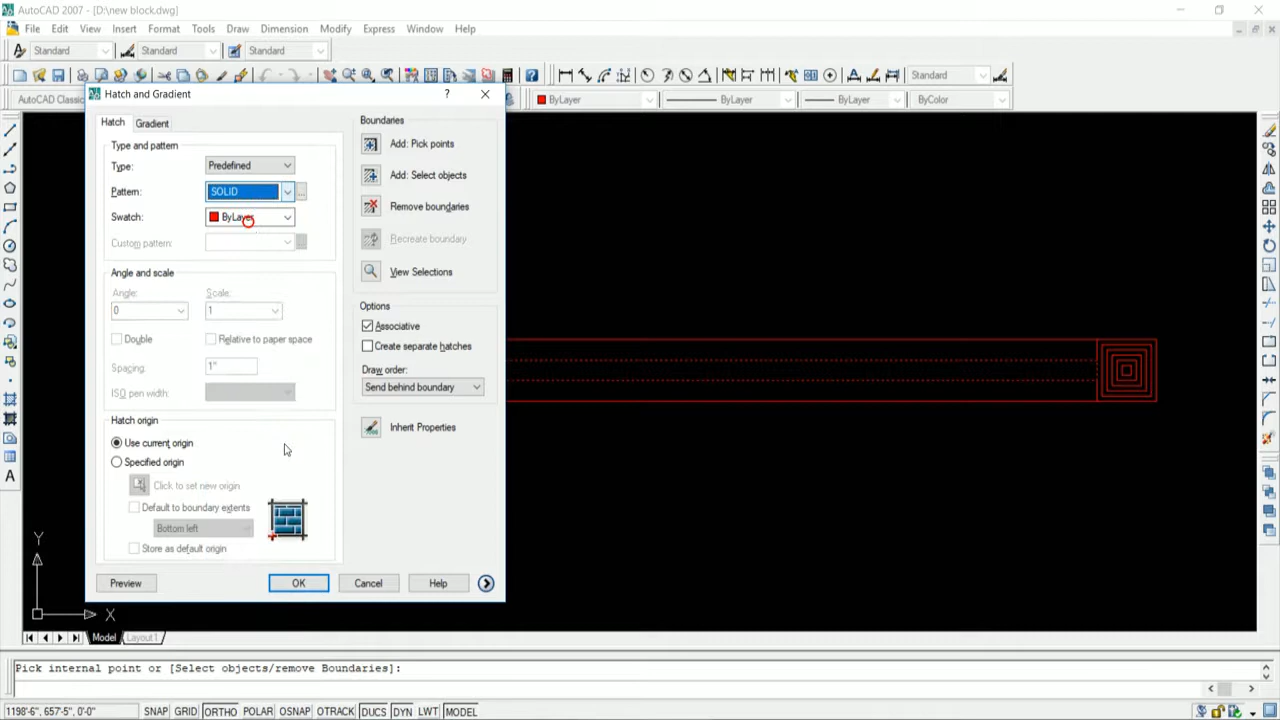 AutoCAD 2007 - [D:\new block.dwg]
File Edit View Insert Format Tools Draw Dimension Modify Express Window Help
Standard Standard Standard
Standard
AutoCAD Classic
ByLayer ByLayer ByLayer ByColor
Hatch and Gradient
Hatch Gradient
Type and pattern
Type: Predefined
Pattern: SOLID
Swatch: ByLayer
Custom pattern:
Angle and scale
Angle: Scale:
0 1
Double Relative to paper space
Spacing: 1"
ISO pen width:
Hatch origin
Use current origin
Specified origin
Click to set new origin
Default to boundary extents
Bottom left
Store as default origin
Boundaries
Add: Pick points
Add: Select objects
Remove boundaries
Recreate boundary
View Selections
Options
Associative
Create separate hatches
Draw order:
Send behind boundary
Inherit Properties
Preview OK Cancel Help
Y
X
Model Layout1
Pick internal point or [Select objects/remove Boundaries]:
1198'-6", 657'-5", 0'-0" SNAP GRID ORTHO POLAR OSNAP OTRACK DUCS DYN LWT MODEL